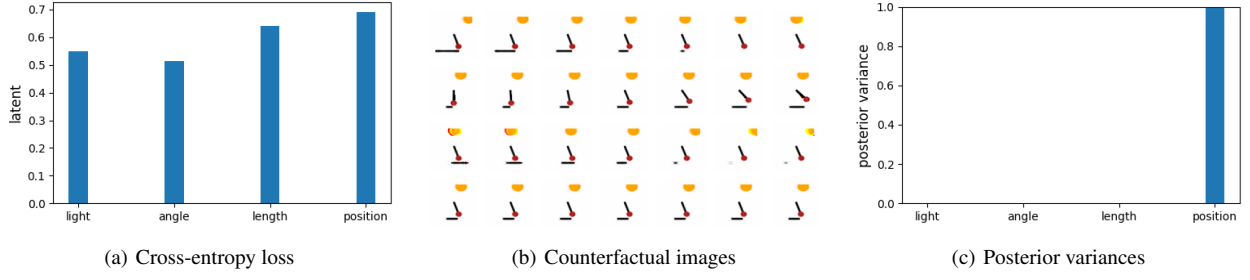 0.7
0.6
0.5
0.4
0.3
0.2
0.1
0.0
latent
light angle length position
(a) Cross-entropy loss
(b) Counterfactual images
1.0
0.8
0.6
0.4
0.2
0.0
posterior variance
light angle length position
(c) Posterior variances